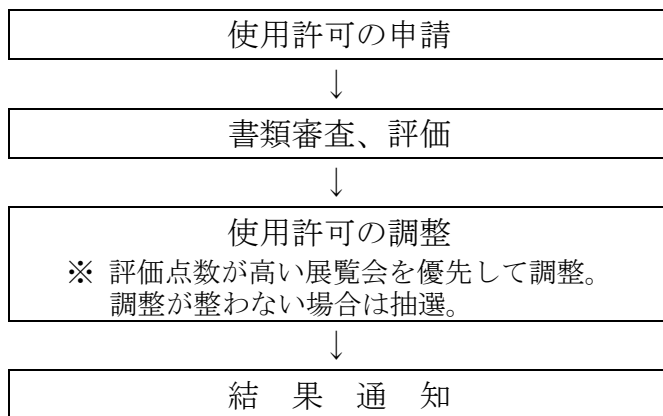 使用許可の申請
↓
書類審査、評価
↓
使用許可の調整
※ 評価点数が高い展覧会を優先して調整。
調整が整わない場合は抽選。
↓
結 果 通 知